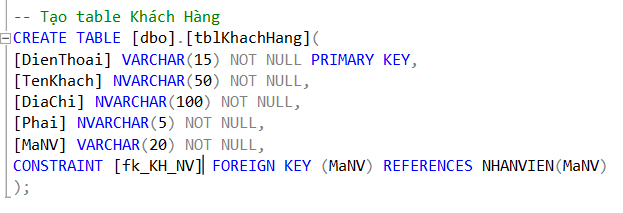 -- Tạo table Khách Hàng
CREATE TABLE [dbo].[tblKhachHang](
[DienThoai] VARCHAR(15) NOT NULL PRIMARY KEY,
[TenKhach] NVARCHAR(50) NOT NULL,
[DiaChi] NVARCHAR(100) NOT NULL,
[Phai] NVARCHAR(5) NOT NULL,
[MaNV] VARCHAR(20) NOT NULL,
CONSTRAINT [fk_KH_NV] FOREIGN KEY (MaNV) REFERENCES NHANVIEN(MaNV)
);